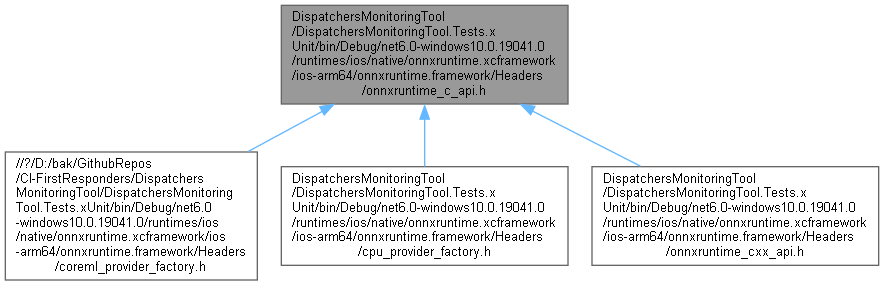 DispatchersMonitoringTool
/DispatchersMonitoringTool.Tests.x
Unit/bin/Debug/net6.0-windows10.0.19041.0
/runtimes/ios/native/onnxruntime.xcframework
/ios-arm64/onnxruntime.framework/Headers
/onnxruntime_c_api.h
//?/D:/bak/GithubRepos
/CI-FirstResponders/Dispatchers
MonitoringTool/DispatchersMonitoring
Tool.Tests.xUnit/bin/Debug/net6.0
-windows10.0.19041.0/runtimes/ios
/native/onnxruntime.xcframework/ios
-arm64/onnxruntime.framework/Headers
/coreml_provider_factory.h
DispatchersMonitoringTool
/DispatchersMonitoringTool.Tests.x
Unit/bin/Debug/net6.0-windows10.0.19041.0
/runtimes/ios/native/onnxruntime.xcframework
/ios-arm64/onnxruntime.framework/Headers
/cpu_provider_factory.h
DispatchersMonitoringTool
/DispatchersMonitoringTool.Tests.x
Unit/bin/Debug/net6.0-windows10.0.19041.0
/runtimes/ios/native/onnxruntime.xcframework
/ios-arm64/onnxruntime.framework/Headers
/onnxruntime_cxx_api.h